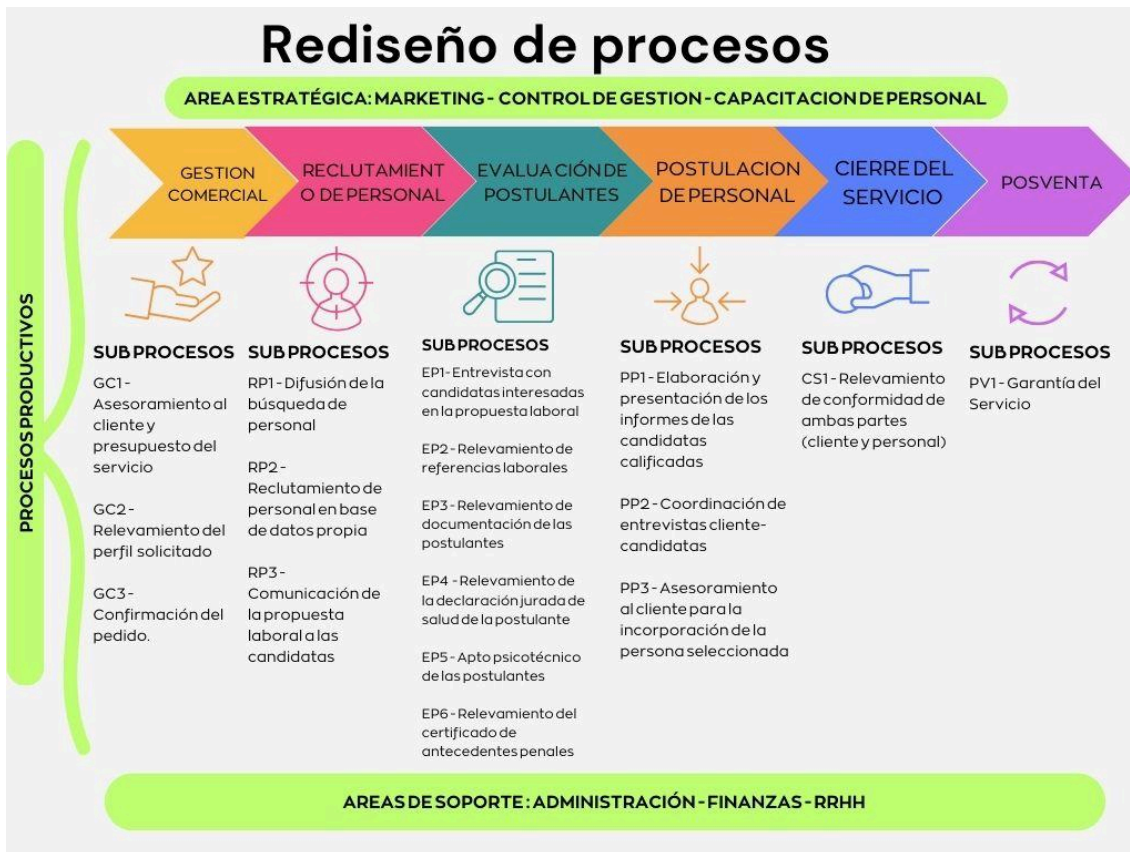 Rediseño de procesos
AREA ESTRATÉGICA: MARKETING - CONTROL DE GESTION - CAPACITACION DE PERSONAL
PROCESOS PRODUCTIVOS
GESTION
COMERCIAL
RECLUTAMIENT
O DE PERSONAL
EVALUACIÓN DE
POSTULANTES
POSTULACION
DE PERSONAL
CIERRE DEL
SERVICIO
POSVENTA
SUB PROCESOS
GC1 -
Asesoramiento al
cliente y
presupuesto del
servicio
GC2 -
Relevamiento del
perfil solicitado
GC3 -
Confirmación del
pedido.
SUB PROCESOS
RP1 - Difusión de la
búsqueda de
personal
RP2 -
Reclutamiento de
personal en base
de datos propia
RP3 -
Comunicación de
la propuesta
laboral a las
candidatas
SUB PROCESOS
EP1 - Entrevista con
candidatas interesadas
en la propuesta laboral
EP2 - Relevamiento de
referencias laborales
EP3 - Relevamiento de
documentación de las
postulantes
EP4 - Relevamiento de
la declaración jurada de
salud de la postulante
EP5 - Apto psicotécnico
de las postulantes
EP6 - Relevamiento del
certificado de
antecedentes penales
SUB PROCESOS
PP1 - Elaboración y
presentación de los
informes de las
candidatas
calificadas
PP2 - Coordinación de
entrevistas cliente-
candidatas
PP3 - Asesoramiento
al cliente para la
incorporación de la
persona seleccionada
SUB PROCESOS
CS1 - Relevamiento
de conformidad de
ambas partes
(cliente y personal)
SUB PROCESOS
PV1 - Garantía del
Servicio
AREAS DE SOPORTE : ADMINISTRACIÓN - FINANZAS - RRHH